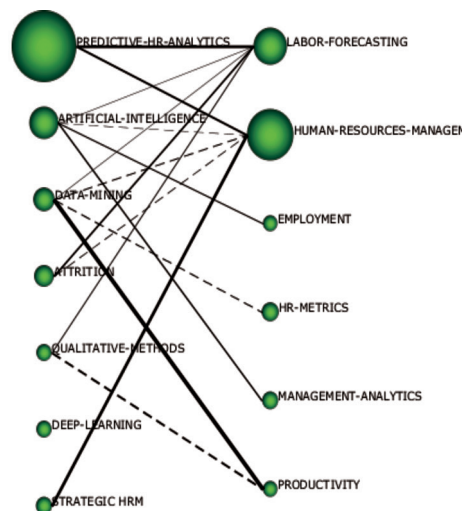 PREDICTIVE-HR-ANALYTICS
LABOR-FORECASTING
ARTIFICIAL-INTELLIGENCE
HUMAN-RESOURCES-MANAGEM
DATA-MINING
EMPLOYMENT
ATTRITION
HR-METRICS
QUALITATIVE-METHODS
MANAGEMENT-ANALYTICS
DEEP-LEARNING
PRODUCTIVITY
STRATEGIC HRM